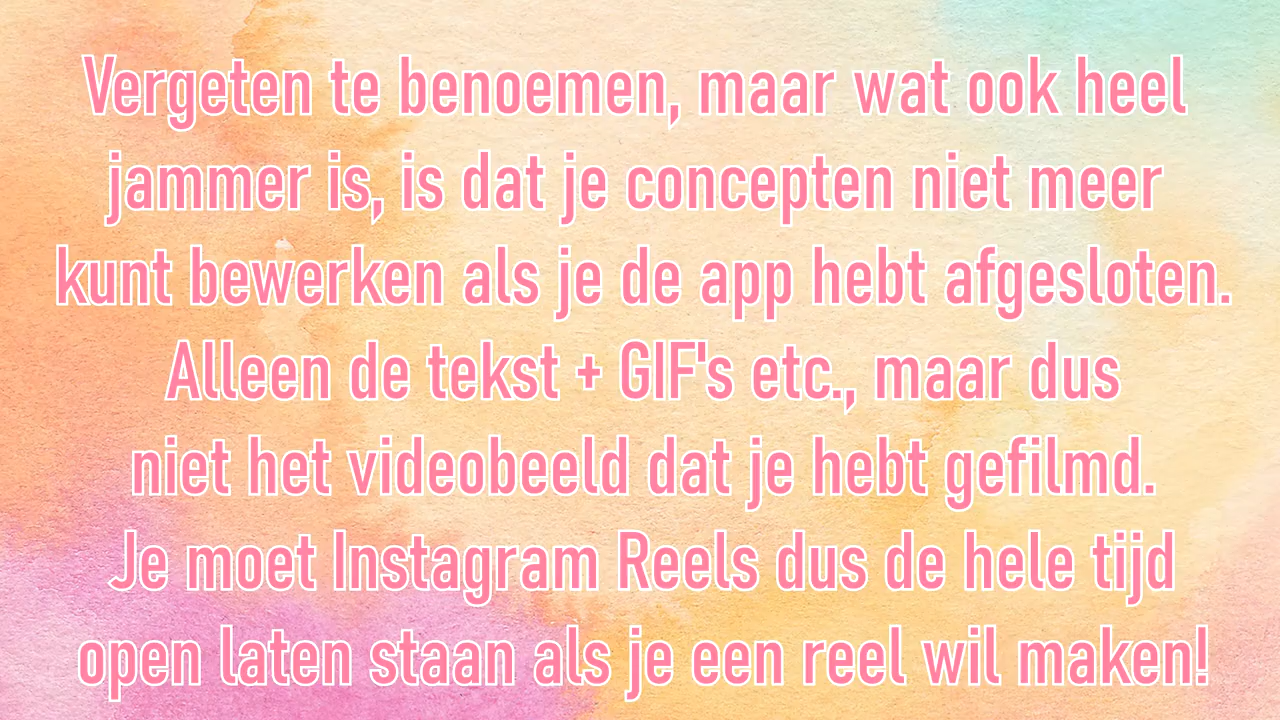 Vergeten te benoemen, maar wat ook heel
jammer is, is dat je concepten niet meer
kunt bewerken als je de app hebt afgesloten.
Alleen de tekst + GIF's etc., maar dus
niet het videobeeld dat je hebt gefilmd.
Je moet Instagram Reels dus de hele tijd
open laten staan als je een reel wil maken!